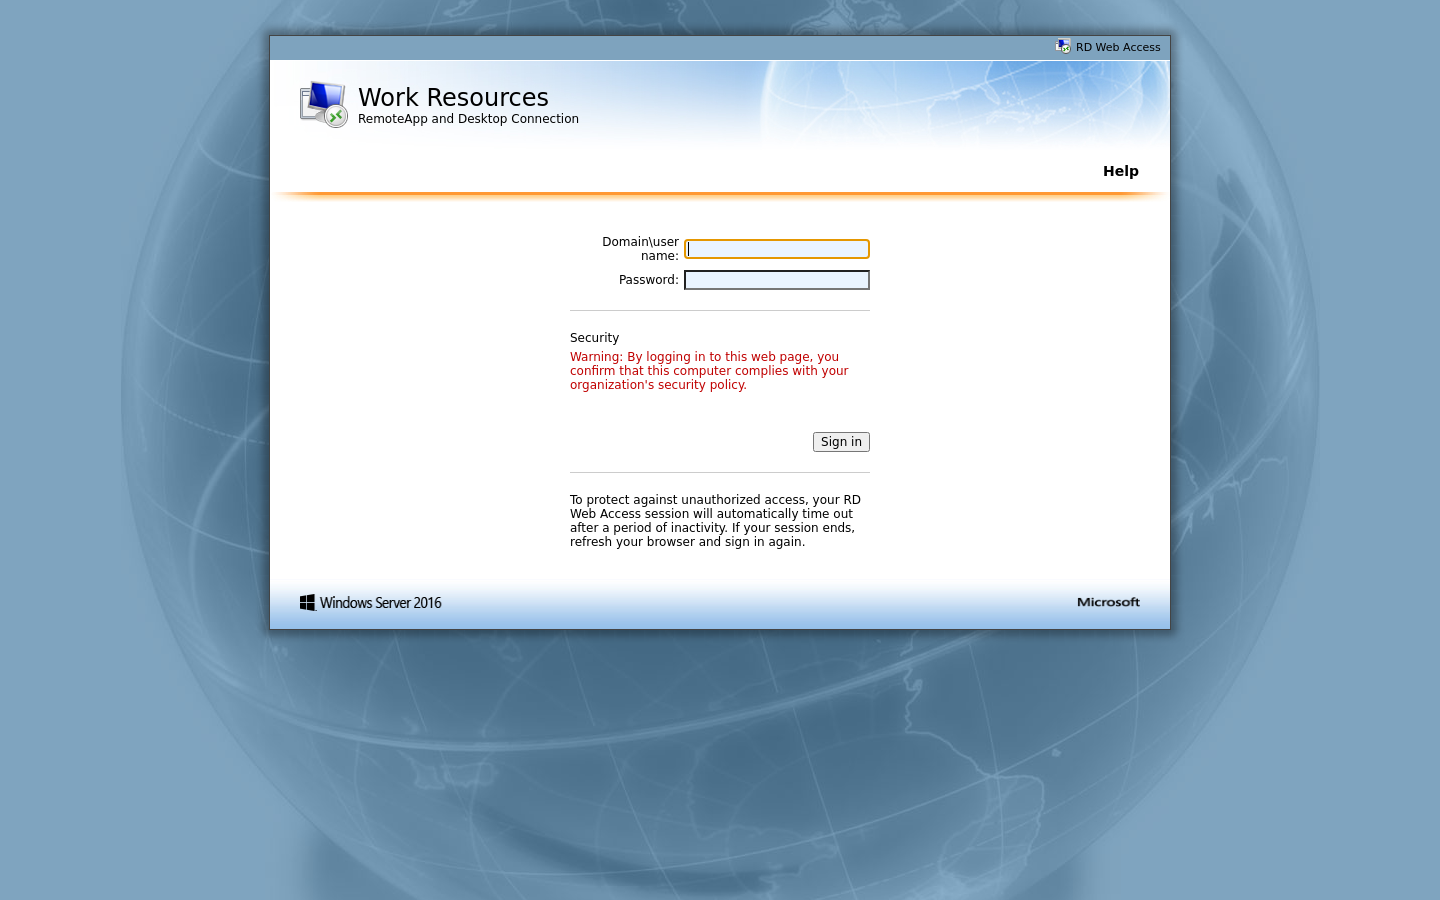 RD Web Access
Work Resources
RemoteApp and Desktop Connection
Help
Domain\user
name:
Password:
Security
Warning: By logging in to this web page, you
confirm that this computer complies with your
organization's security policy.
Sign in
To protect against unauthorized access, your RD
Web Access session will automatically time out
after a period of inactivity. If your session ends,
refresh your browser and sign in again.
Windows Server 2016
Microsoft